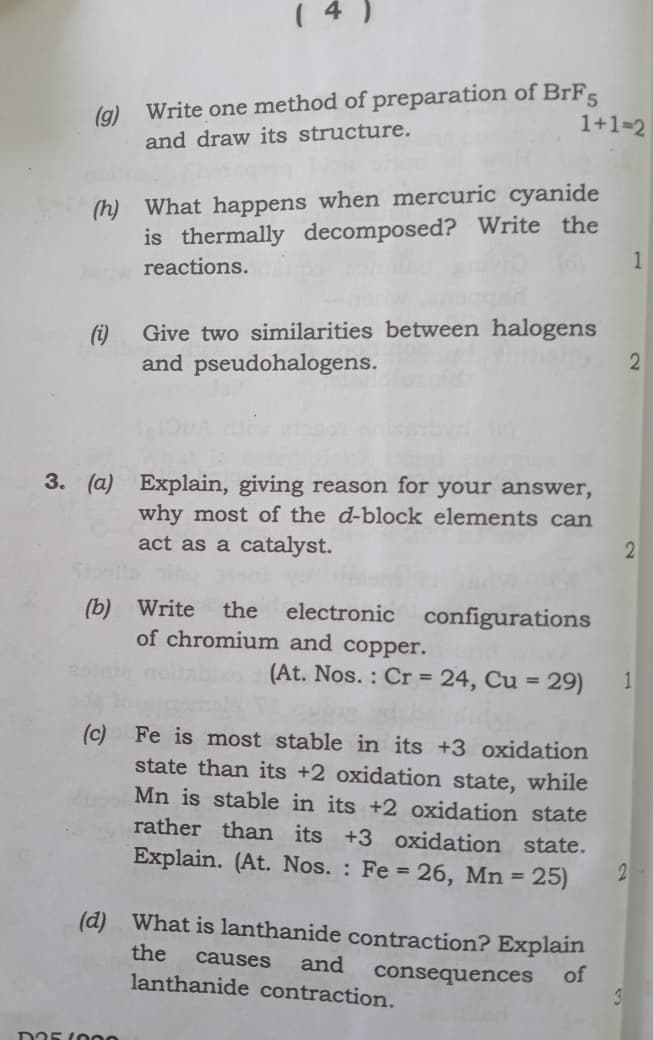 ( 4 )
(g) Write one method of preparation of BrF₅
and draw its structure. 1+1=2
(h) What happens when mercuric cyanide
is thermally decomposed? Write the
reactions. 1
(i) Give two similarities between halogens
and pseudohalogens. 2
3. (a) Explain, giving reason for your answer,
why most of the d-block elements can
act as a catalyst. 2
(b) Write the electronic configurations
of chromium and copper.
(At. Nos. : Cr = 24, Cu = 29) 1
(c) Fe is most stable in its +3 oxidation
state than its +2 oxidation state, while
Mn is stable in its +2 oxidation state
rather than its +3 oxidation state.
Explain. (At. Nos. : Fe = 26, Mn = 25) 2
(d) What is lanthanide contraction? Explain
the causes and consequences of
lanthanide contraction. 3